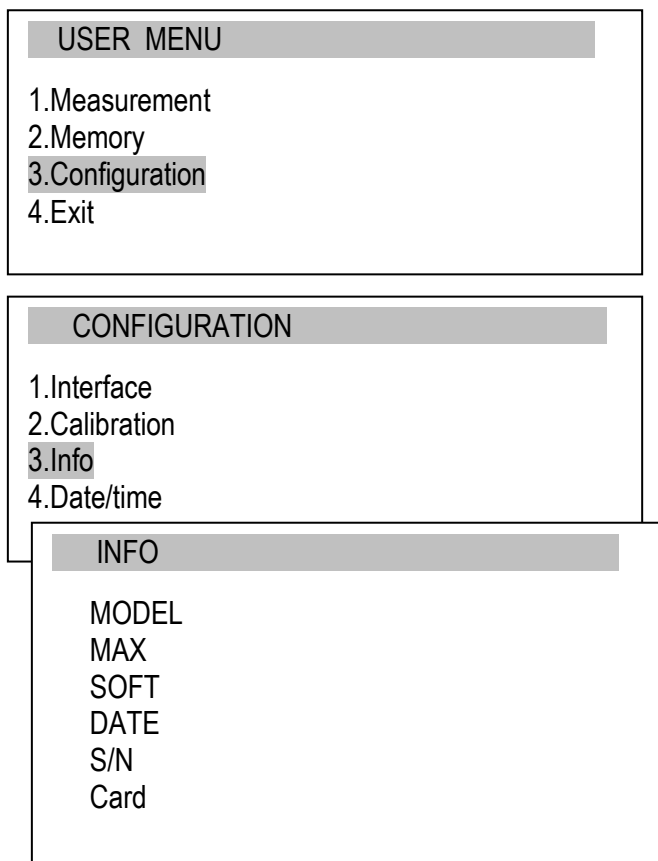 USER MENU
1.Measurement
2.Memory
3.Configuration
4.Exit
CONFIGURATION
1.Interface
2.Calibration
3.Info
4.Date/time
INFO
MODEL
MAX
SOFT
DATE
S/N
Card